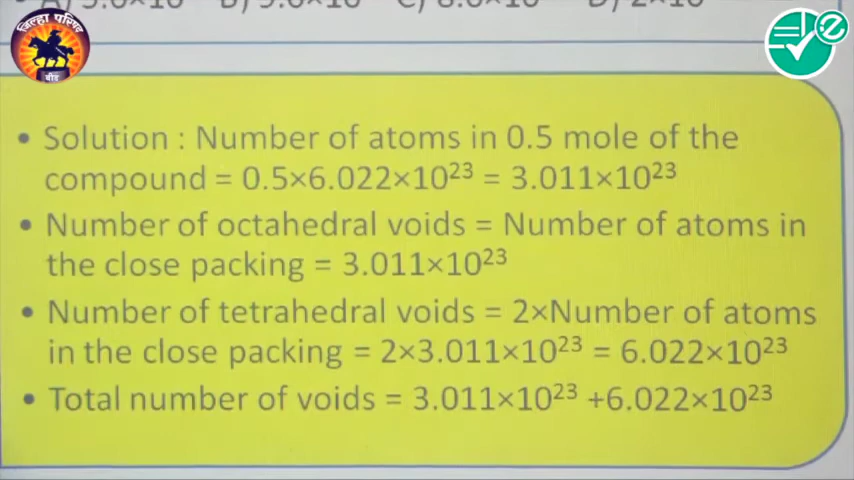 जिल्हा परिषद
बीड
e
• Solution : Number of atoms in 0.5 mole of the
compound = 0.5×6.022×10²³ = 3.011×10²³
• Number of octahedral voids = Number of atoms in
the close packing = 3.011×10²³
• Number of tetrahedral voids = 2×Number of atoms
in the close packing = 2×3.011×10²³ = 6.022×10²³
• Total number of voids = 3.011×10²³ +6.022×10²³